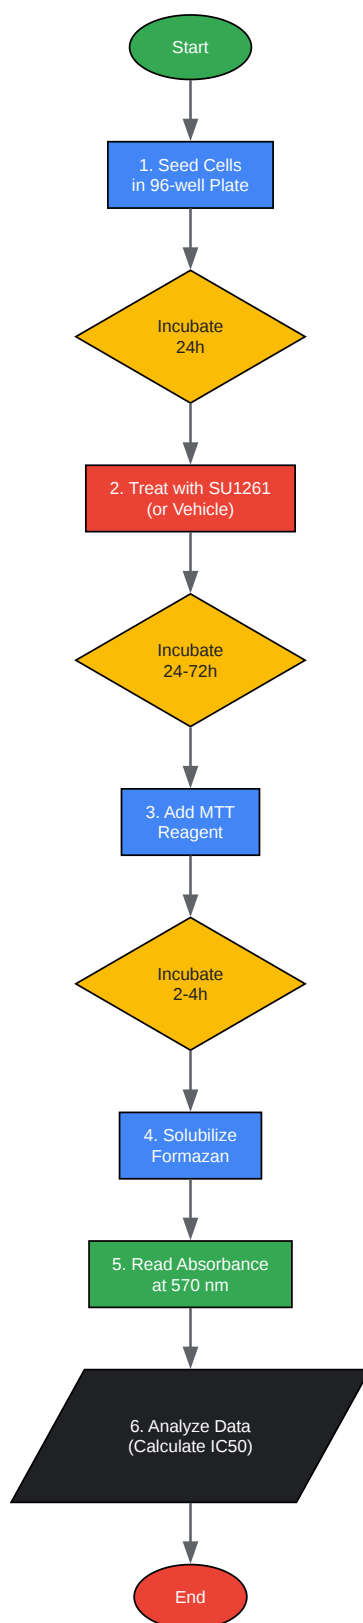 Start
1. Seed Cells
in 96-well Plate
Incubate
24h
2. Treat with SU1261
(or Vehicle)
Incubate
24-72h
3. Add MTT
Reagent
Incubate
2-4h
4. Solubilize
Formazan
5. Read Absorbance
at 570 nm
6. Analyze Data
(Calculate IC50)
End